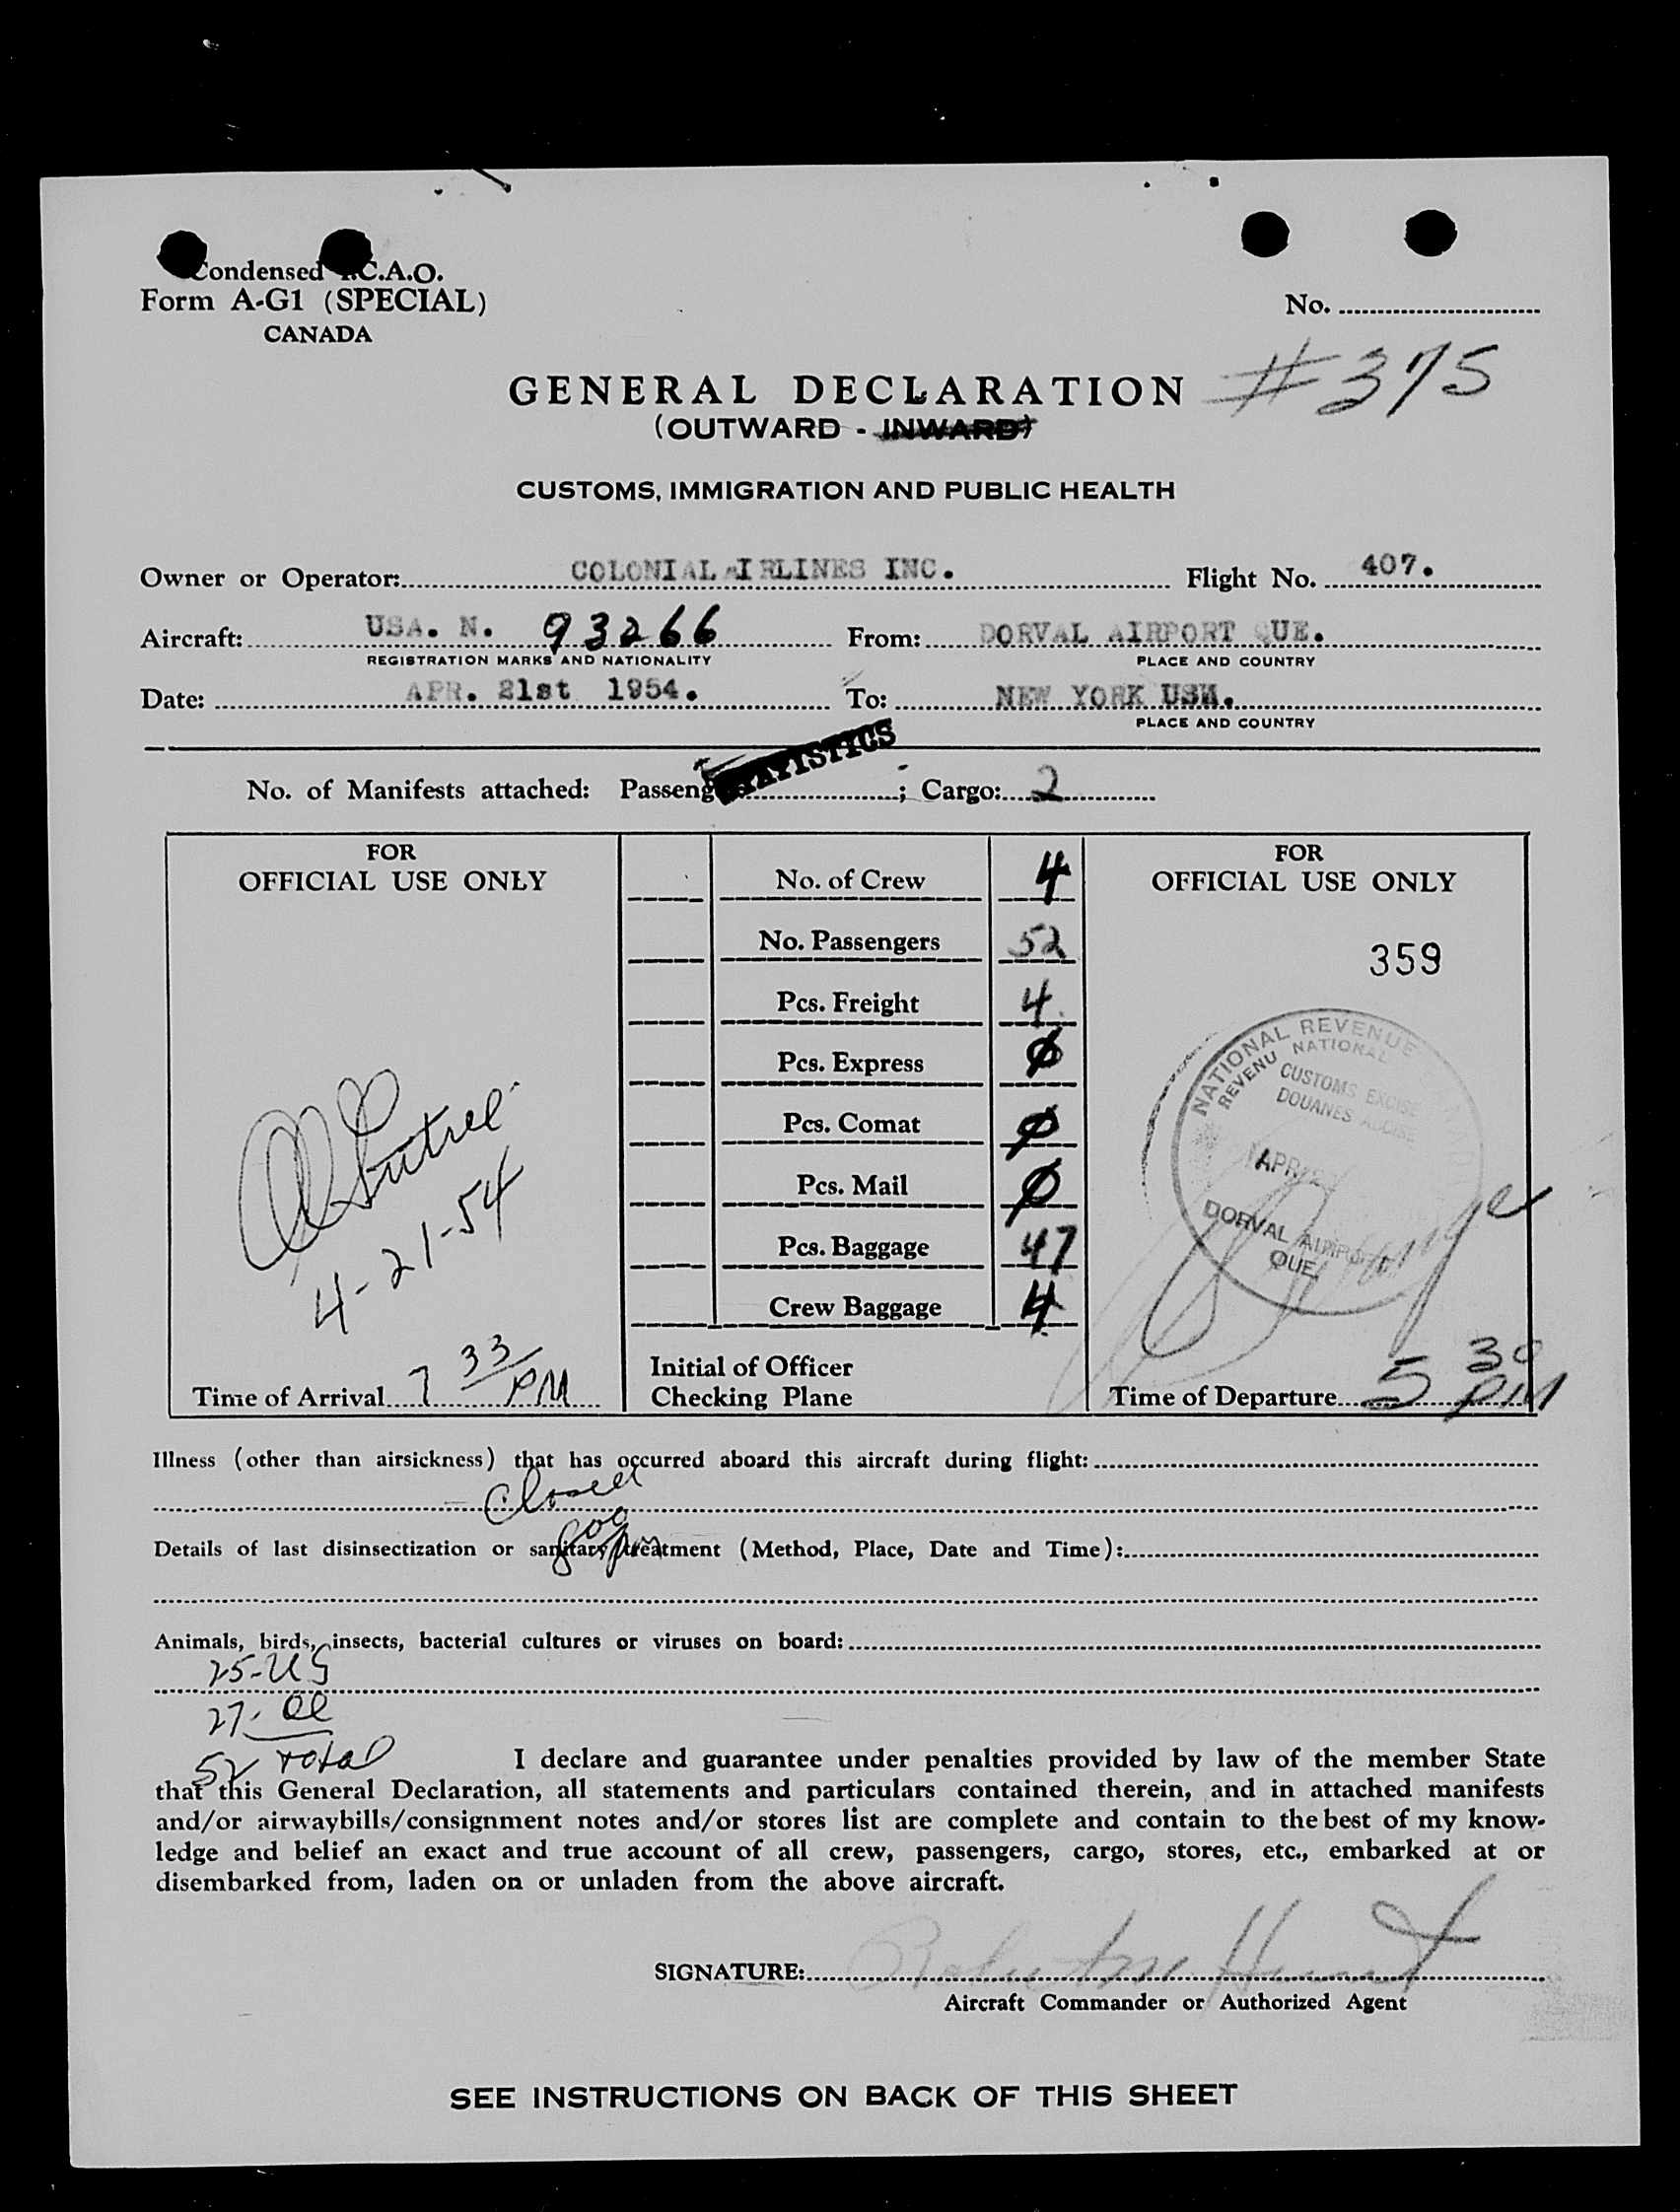 Condensed I.C.A.O.
Form A-G1 (SPECIAL)
CANADA
No.
#375
GENERAL DECLARATION
(OUTWARD - INWARD)
CUSTOMS, IMMIGRATION AND PUBLIC HEALTH
Owner or Operator: COLONIAL AIRLINES INC. Flight No. 407.
Aircraft: USA. N. 93266 From: DORVAL AIRPORT QUE.
REGISTRATION MARKS AND NATIONALITY PLACE AND COUNTRY
Date: APR. 21st 1954. To: NEW YORK USA.
PLACE AND COUNTRY
STATISTICS
No. of Manifests attached: Passenger ; Cargo: 2
FOR
OFFICIAL USE ONLY
4-21-54
Time of Arrival 7 33 PM
No. of Crew 4
No. Passengers 52
Pcs. Freight 4
Pcs. Express 0
Pcs. Comat 0
Pcs. Mail 0
Pcs. Baggage 47
Crew Baggage 4
Initial of Officer
Checking Plane
FOR
OFFICIAL USE ONLY
359
NATIONAL REVENUE
REVENU NATIONAL
CUSTOMS EXCISE
DOUANES ACCISE
APR 21
DORVAL AIRPORT
QUE.
Time of Departure 5 30 PM
Illness (other than airsickness) that has occurred aboard this aircraft during flight:
Closed
Details of last disinsectization or sanitary treatment (Method, Place, Date and Time):
Animals, birds, insects, bacterial cultures or viruses on board:
25-US
27-
52 total
I declare and guarantee under penalties provided by law of the member State
that this General Declaration, all statements and particulars contained therein, and in attached manifests
and/or airwaybills/consignment notes and/or stores list are complete and contain to the best of my know-
ledge and belief an exact and true account of all crew, passengers, cargo, stores, etc., embarked at or
disembarked from, laden on or unladen from the above aircraft.
SIGNATURE: Hunt
Aircraft Commander or Authorized Agent
SEE INSTRUCTIONS ON BACK OF THIS SHEET